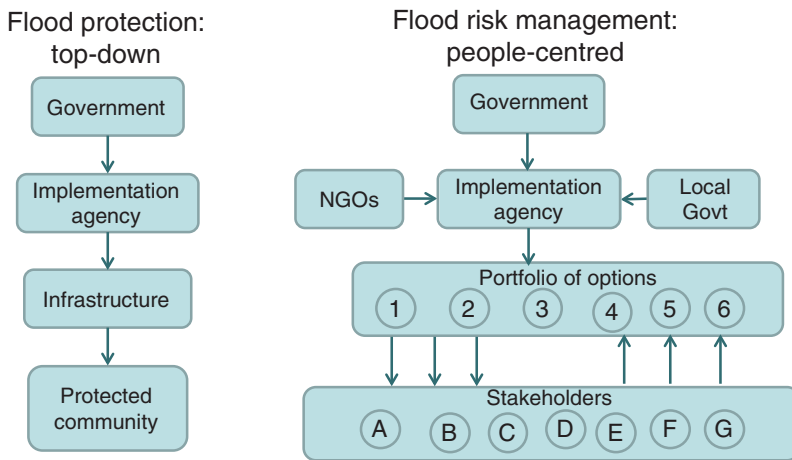 Flood protection:
top-down
Government
Implementation
agency
Infrastructure
Protected
community
Flood risk management:
people-centred
Government
NGOs
Implementation
agency
Local
Govt
Portfolio of options
1 2 3 4 5 6
Stakeholders
A B C D E F G